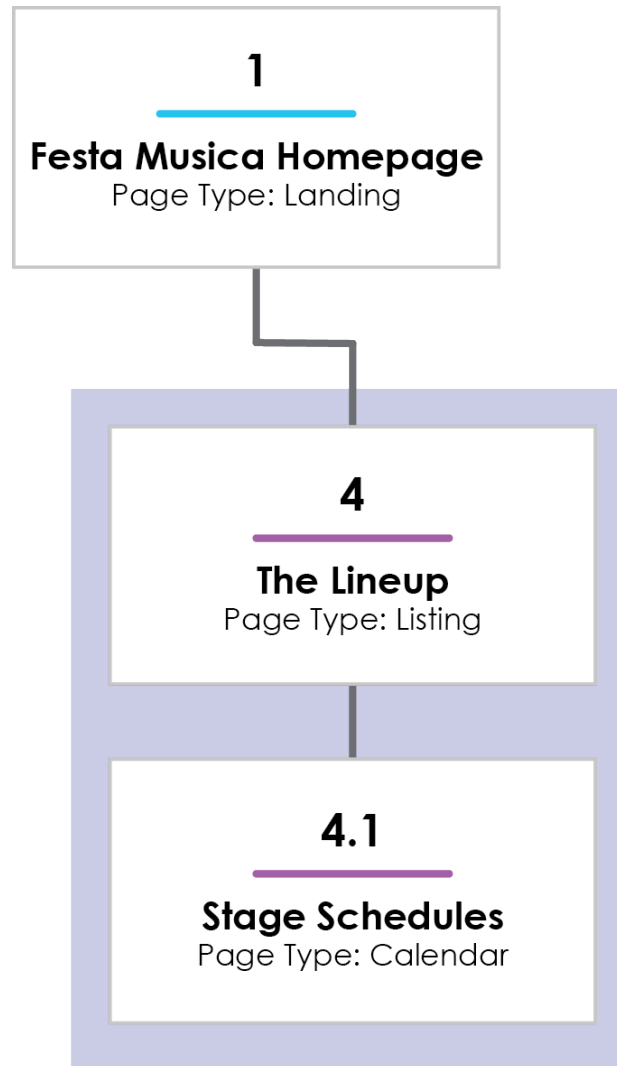 1
Festa Musica Homepage
Page Type: Landing
4
The Lineup
Page Type: Listing
4.1
Stage Schedules
Page Type: Calendar